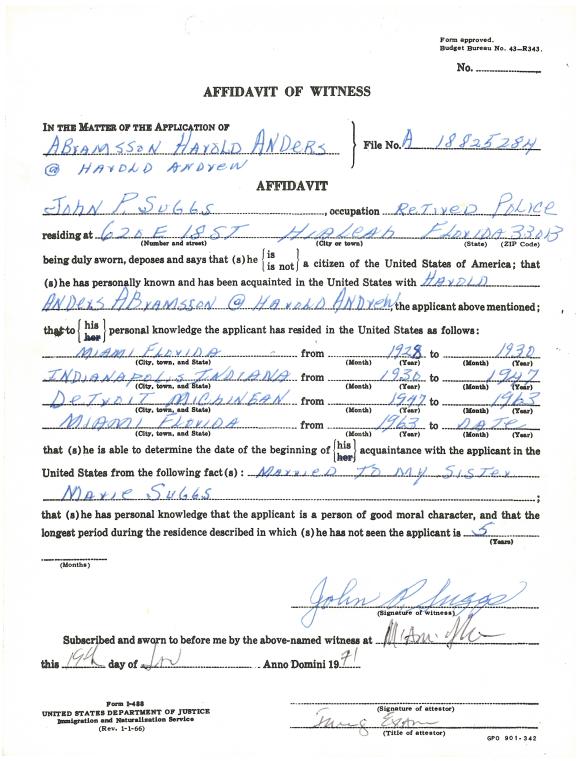 Form approved.
Budget Bureau No. 43—R343.
No.
AFFIDAVIT OF WITNESS
IN THE MATTER OF THE APPLICATION OF
ABRAMSSON HAROLD ANDERS
@ HAROLD ANDREW
File No. A 18825284
AFFIDAVIT
JOHN P SUGGS, occupation RETIRED POLICE
residing at 620 E 18 ST HIALEAH FLORIDA 33013
(Number and street) (City or town) (State) (ZIP Code)
being duly sworn, deposes and says that (s)he {is / is not} a citizen of the United States of America; that
(s)he has personally known and has been acquainted in the United States with HAROLD
ANDERS ABRAMSSON @ HAROLD ANDREW, the applicant above mentioned;
that to {his / her} personal knowledge the applicant has resided in the United States as follows:
MIAMI FLORIDA from 1928 to 1930
(City, town, and State) (Month) (Year) (Month) (Year)
INDIANAPOLIS INDIANA from 1930 to 1947
(City, town, and State) (Month) (Year) (Month) (Year)
DETROIT MICHINEAN from 1947 to 1963
(City, town, and State) (Month) (Year) (Month) (Year)
MIAMI FLORIDA from 1963 to DATE
(City, town, and State) (Month) (Year) (Month) (Year)
that (s)he is able to determine the date of the beginning of {his / her} acquaintance with the applicant in the
United States from the following fact(s): MARRIED TO MY SISTER
MARIE SUGGS;
that (s)he has personal knowledge that the applicant is a person of good moral character, and that the
longest period during the residence described in which (s)he has not seen the applicant is 5
(Years)
(Months)
John P Suggs
(Signature of witness)
Subscribed and sworn to before me by the above-named witness at Miami Fla
this 19th day of Jan, Anno Domini 1971
Form I-488
UNITED STATES DEPARTMENT OF JUSTICE
Immigration and Naturalization Service
(Rev. 1-1-66)
(Signature of attestor)
(Title of attestor)
GPO 901-342